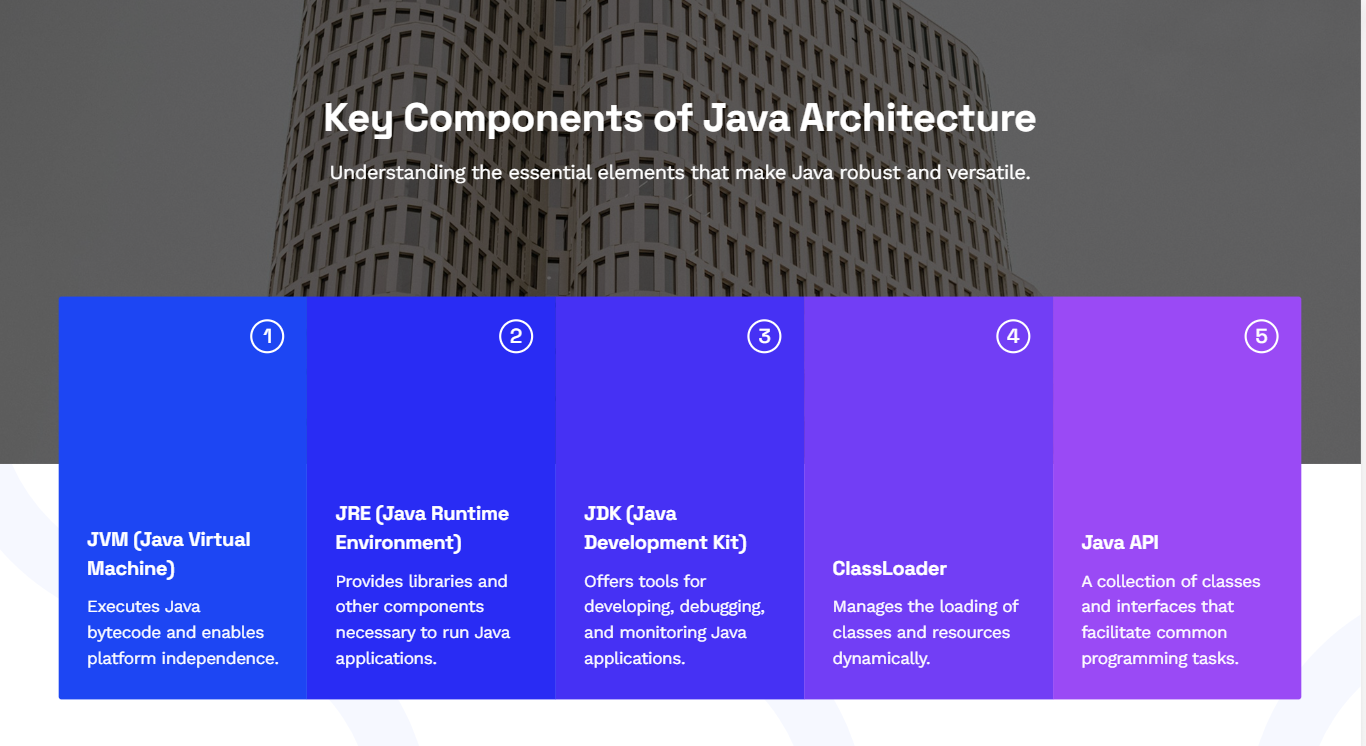 Key Components of Java Architecture
Understanding the essential elements that make Java robust and versatile.
1
JVM (Java Virtual
Machine)
Executes Java
bytecode and enables
platform independence.
2
JRE (Java Runtime
Environment)
Provides libraries and
other components
necessary to run Java
applications.
3
JDK (Java
Development Kit)
Offers tools for
developing, debugging,
and monitoring Java
applications.
4
ClassLoader
Manages the loading of
classes and resources
dynamically.
5
Java API
A collection of classes
and interfaces that
facilitate common
programming tasks.